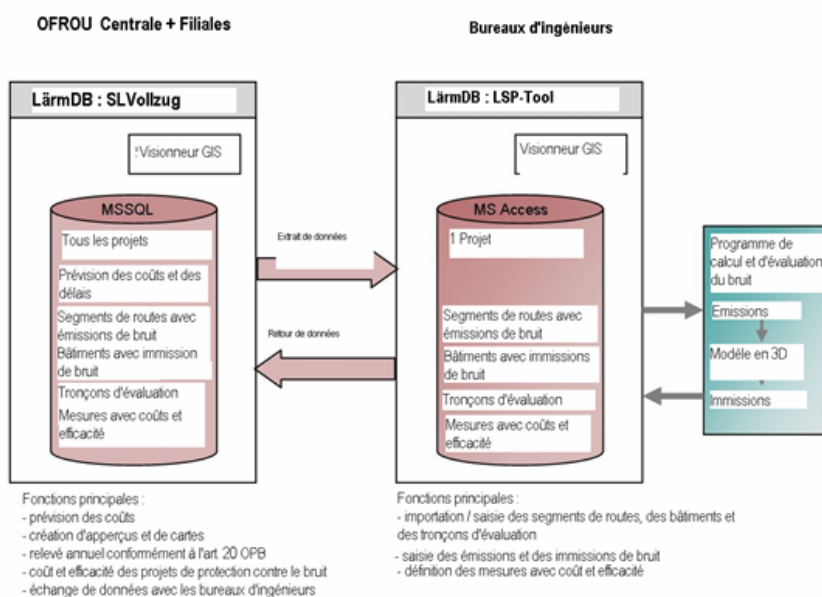 OFROU Centrale + Filiales
Bureaux d'ingénieurs
LärmDB : SLVollzug
!Visionneur GIS
MSSQL
Tous les projets
Prévision des coûts et des
délais
Segments de routes avec
émissions de bruit
Bâtiments avec immission
de bruit
Tronçons d'évaluation
Mesures avec coûts et
efficacité
Extrait de données
Retour de données
LärmDB : LSP-Tool
Visionneur GIS
MS Access
1 Projet
Segments de routes avec
émissions de bruit
Bâtiments avec immissions
de bruit
Tronçons d'évaluation
Mesures avec coûts et
efficacité
Programme de
calcul et d'évaluation
du bruit
Emissions
Modèle en 3D
Immissions
Fonctions principales :
- prévision des coûts
- création d'apperçus et de cartes
- relevé annuel conformément à l'art. 20 OPB
- coût et efficacité des projets de protection contre le bruit
- échange de données avec les bureaux d'ingénieurs
Fonctions principales :
- importation / saisie des segments de routes, des bâtiments et
des tronçons d'évaluation
- saisie des émissions et des immissions de bruit
- définition des mesures avec coût et efficacité